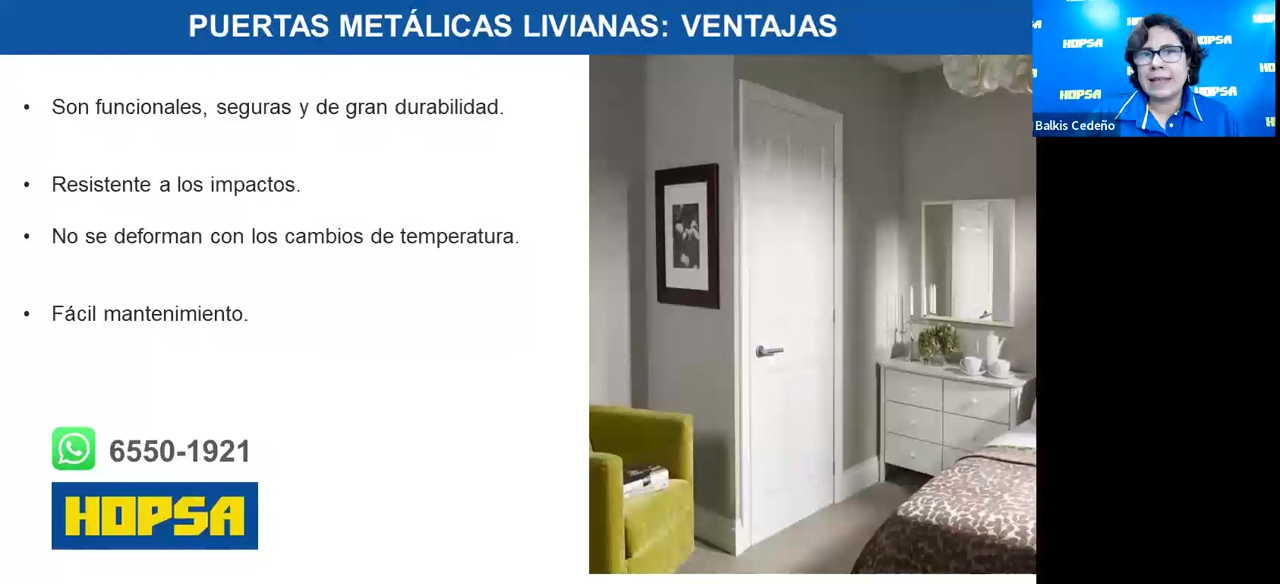 PUERTAS METÁLICAS LIVIANAS: VENTAJAS
• Son funcionales, seguras y de gran durabilidad.
• Resistente a los impactos.
• No se deforman con los cambios de temperatura.
• Fácil mantenimiento.
6550-1921
HOPSA
HOPSA
HOPSA
HOPSA
HOPSA
Balkis Cedeño